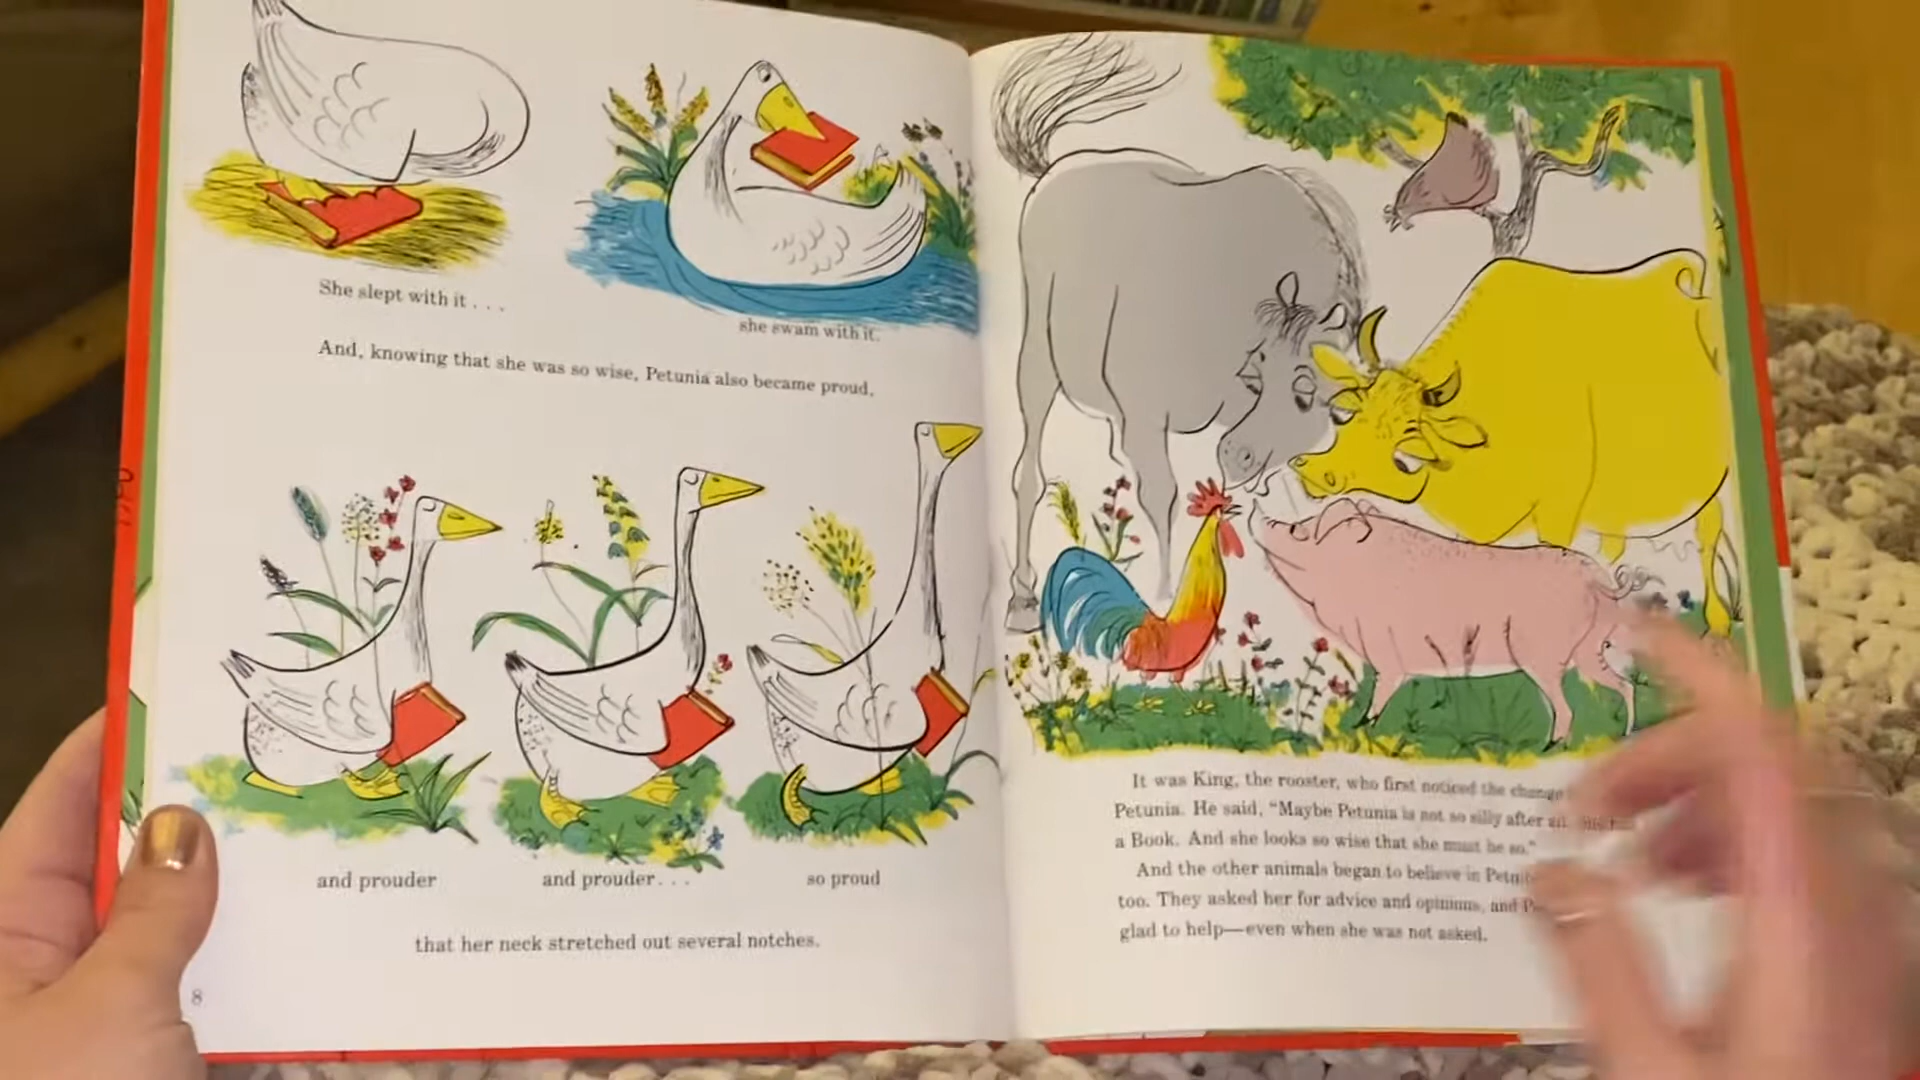 She slept with it . . .
she swam with it.
And, knowing that she was so wise, Petunia also became proud,
and prouder
and prouder . . .
so proud
that her neck stretched out several notches.
8
It was King, the rooster, who first noticed the change
Petunia. He said, "Maybe Petunia is not so silly after
a Book. And she looks so wise that she must be so."
And the other animals began to believe in
too. They asked her for advice and opinions, and
glad to help—even when she was not asked.